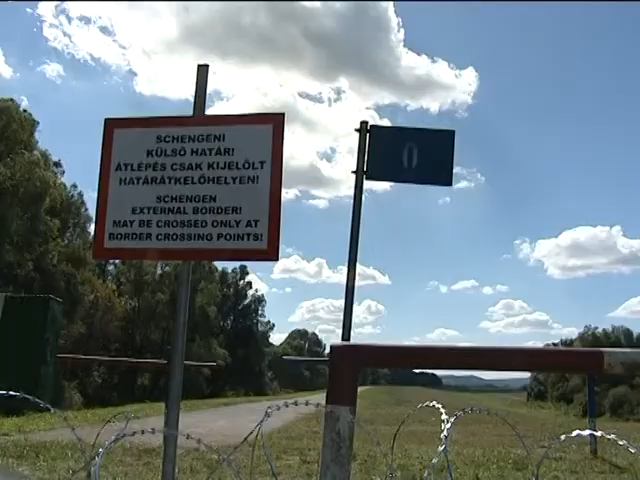 SCHENGENI
KÜLSŐ HATÁR!
ÁTLÉPÉS CSAK KIJELÖLT
HATÁRÁTKELŐHELYEN!
SCHENGEN
EXTERNAL BORDER!
MAY BE CROSSED ONLY AT
BORDER CROSSING POINTS!
0